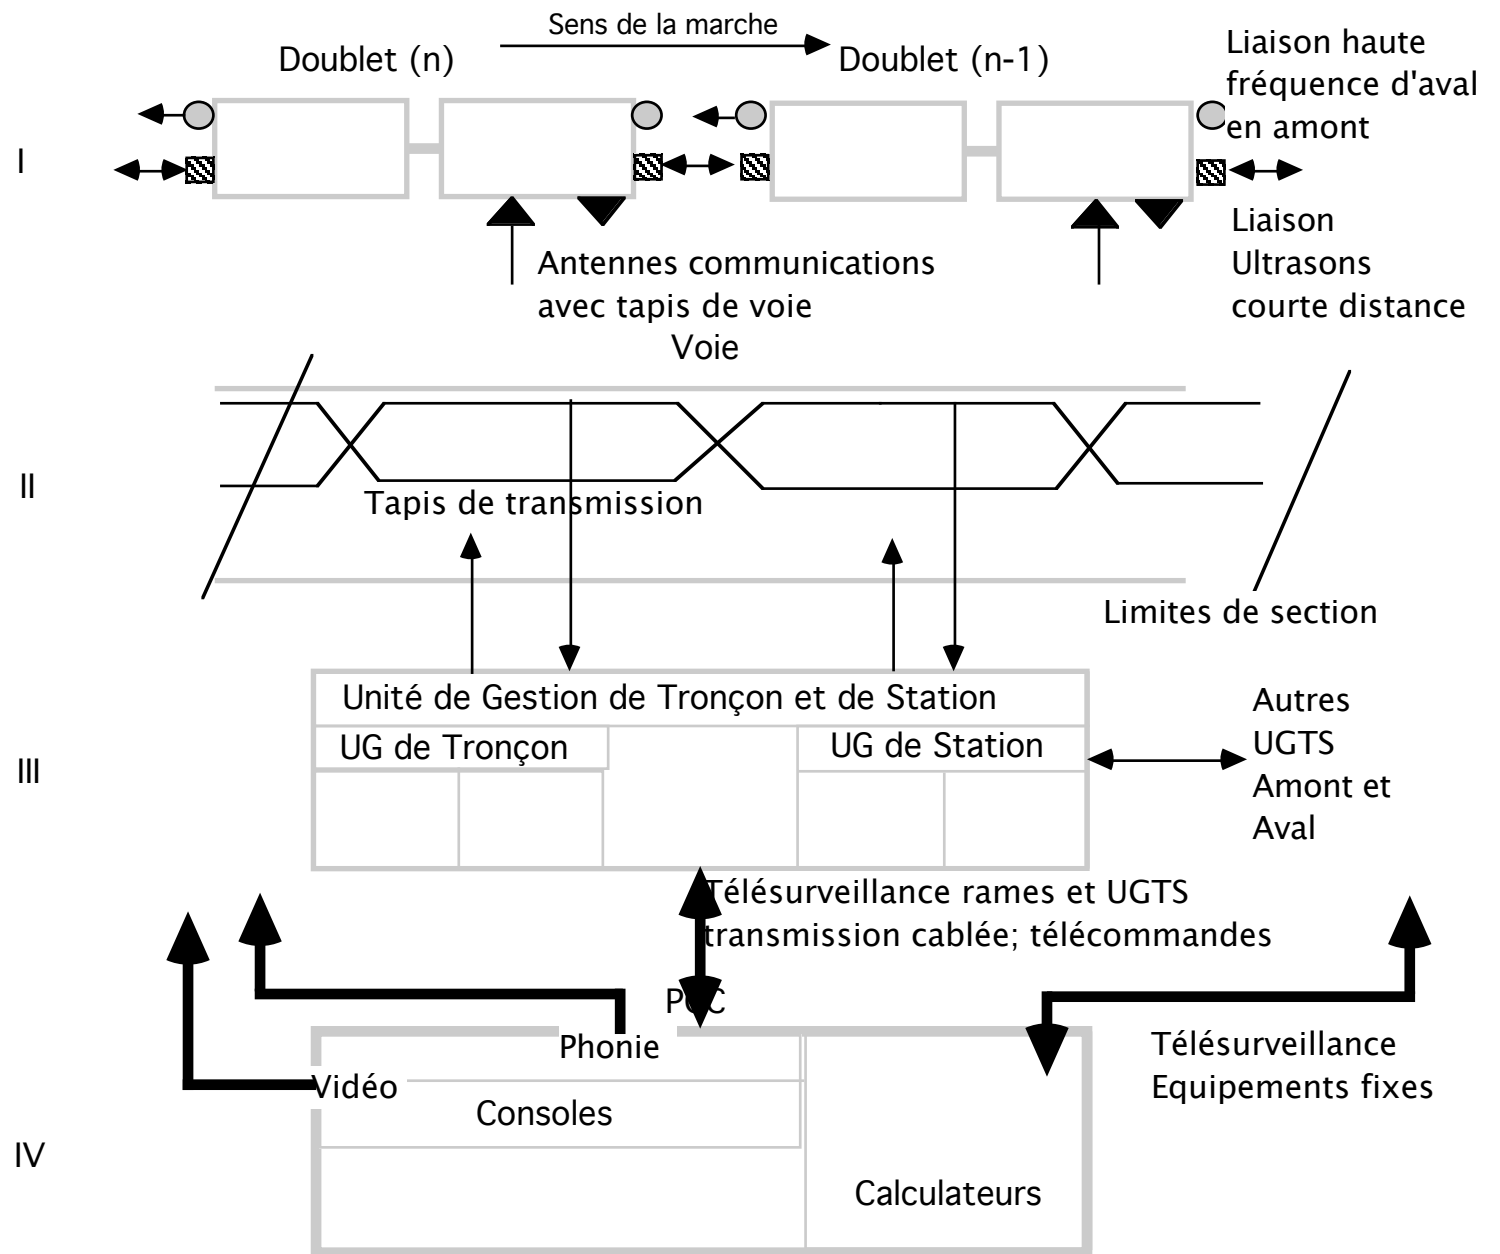 Sens de la marche
Doublet (n)
Doublet (n-1)
Liaison haute
fréquence d'aval
en amont
I
Liaison
Ultrasons
courte distance
Antennes communications
avec tapis de voie
Voie
II
Tapis de transmission
Limites de section
Unité de Gestion de Tronçon et de Station
UG de Tronçon
UG de Station
III
Autres
UGTS
Amont et
Aval
Télésurveillance rames et UGTS
transmission cablée; télécommandes
PCC
Phonie
Vidéo
Consoles
Télésurveillance
Equipements fixes
IV
Calculateurs